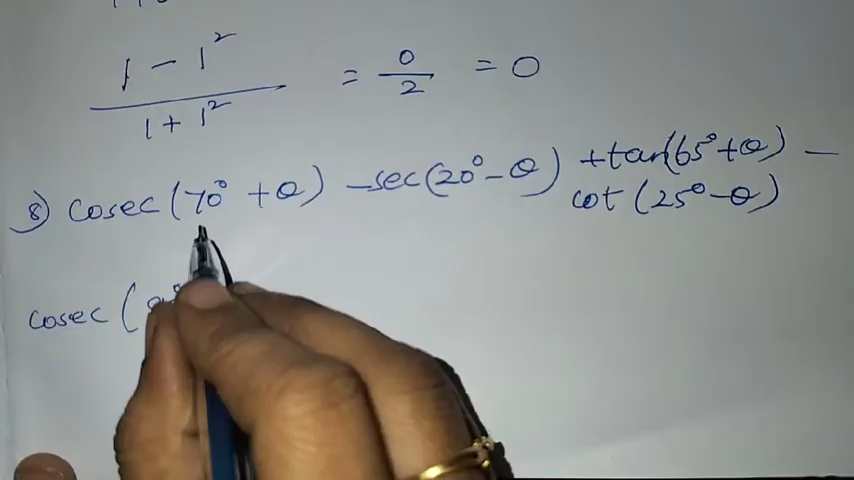 1 - 1²
/ 1 + 1² = 0/2 = 0
8) cosec (70° + θ) - sec (20° - θ) + tan (65° + θ) -
cot (25° - θ)
cosec (